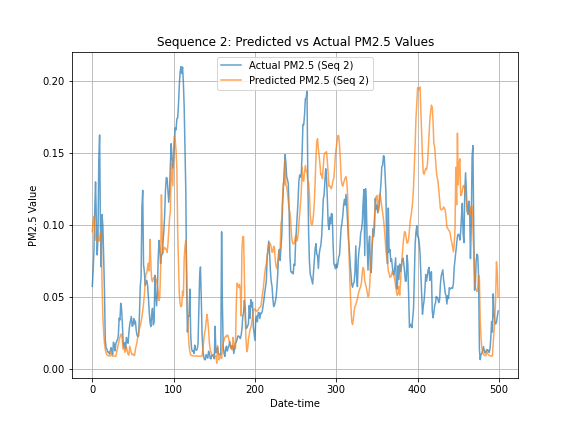 Sequence 2: Predicted vs Actual PM2.5 Values
Actual PM2.5 (Seq 2)
Predicted PM2.5 (Seq 2)
0.20
0.15
0.10
0.05
0.00
PM2.5 Value
0 100 200 300 400 500
Date-time